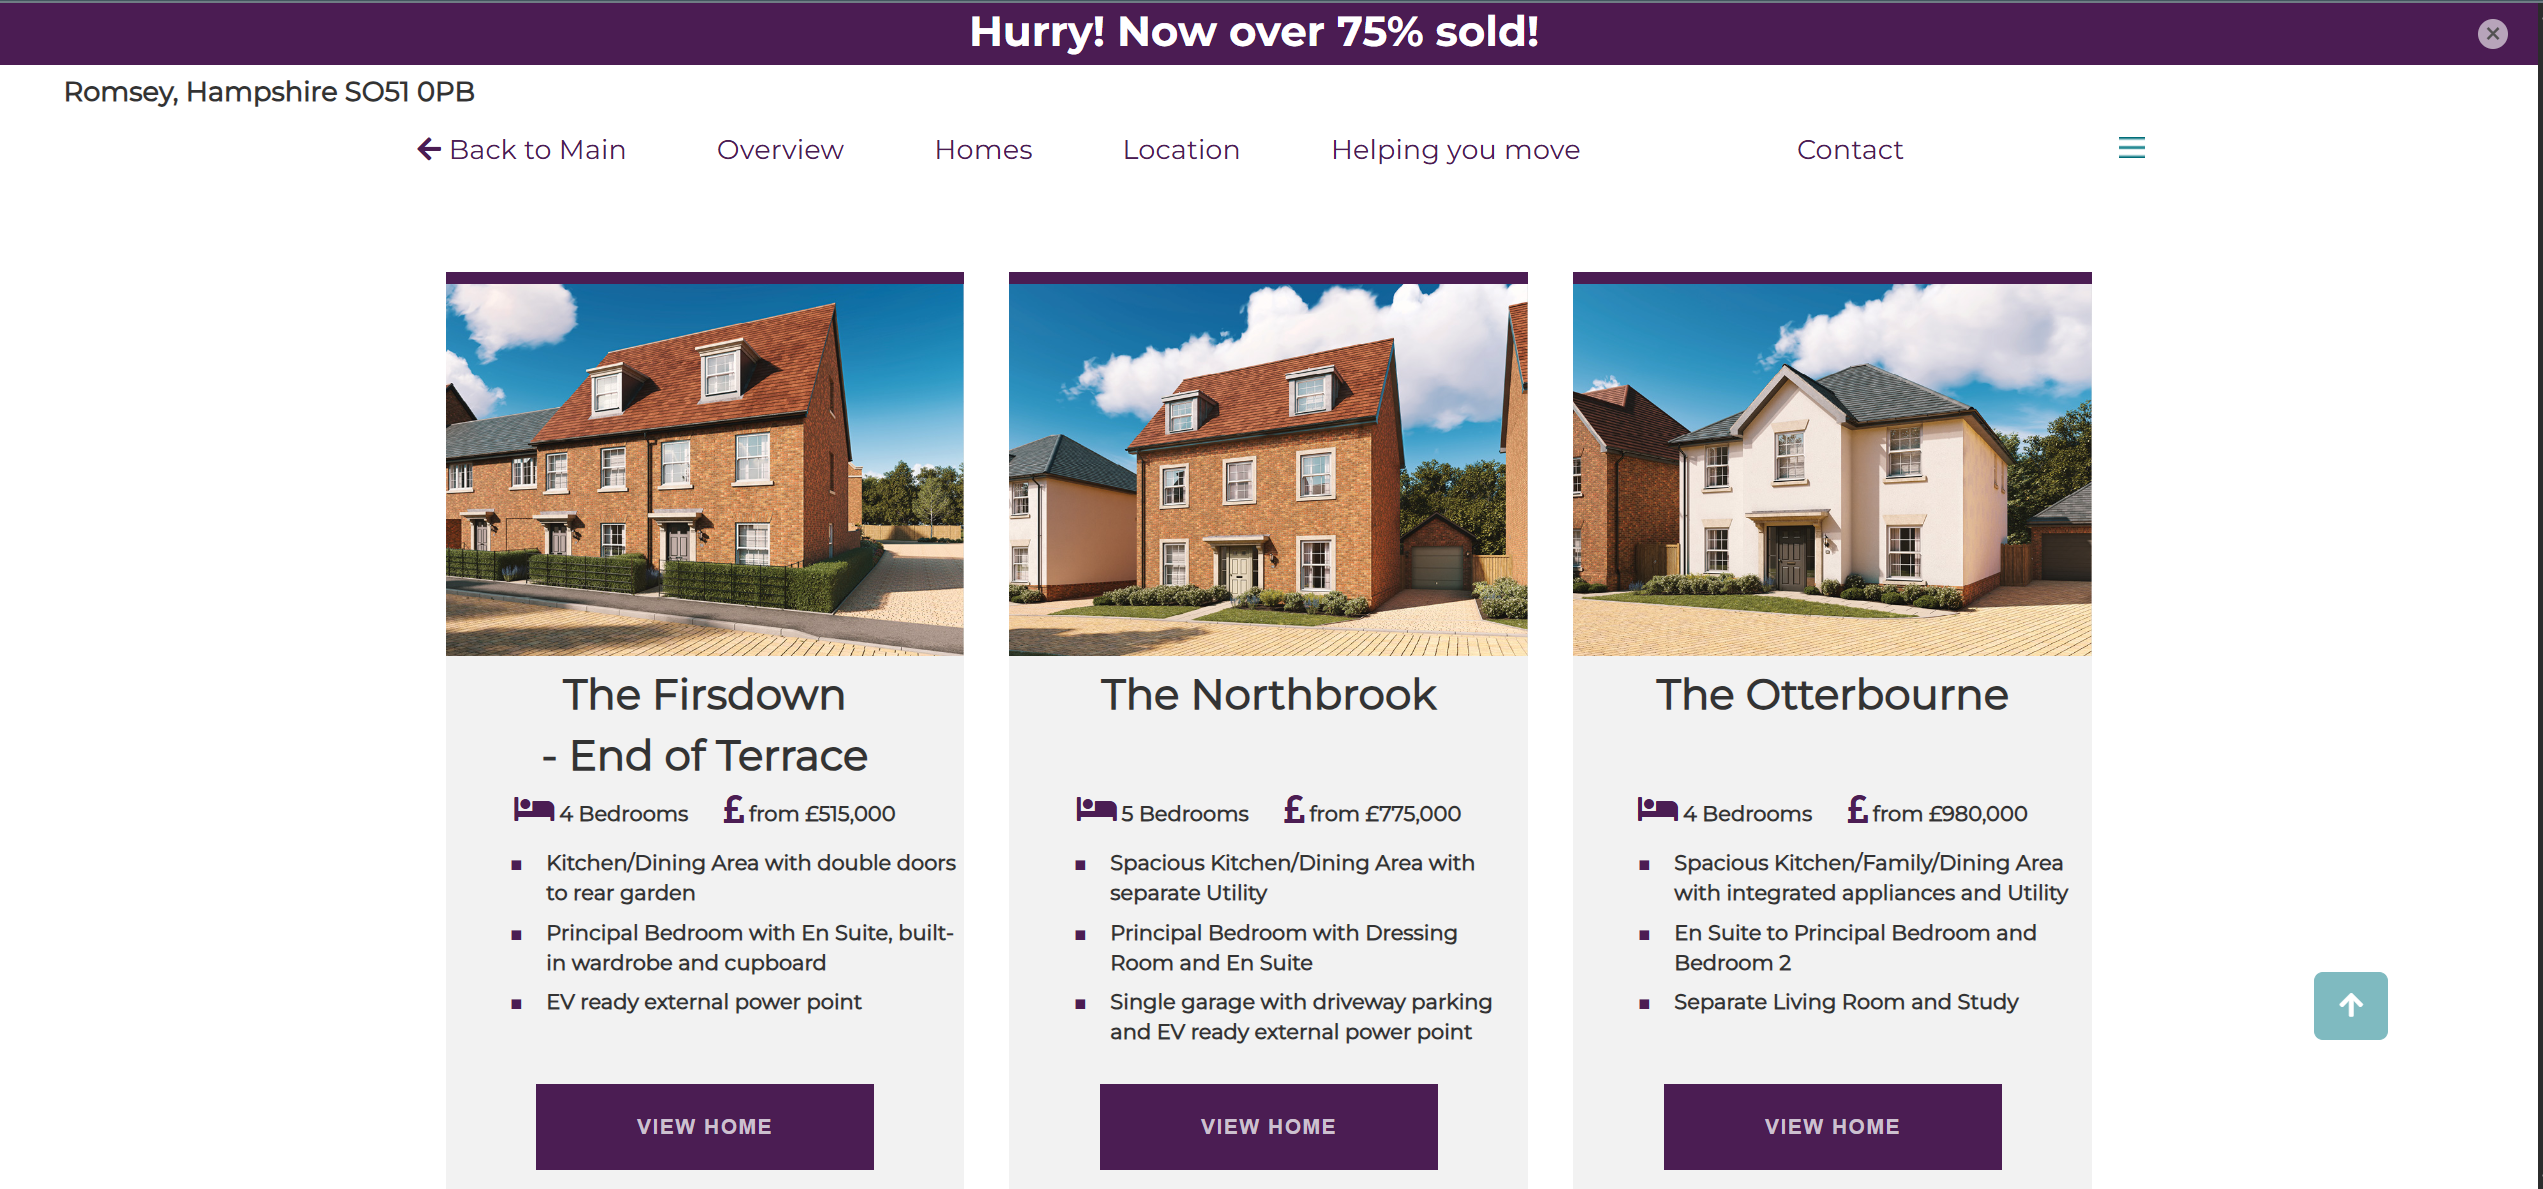 Hurry! Now over 75% sold!
Romsey, Hampshire SO51 0PB
Back to Main
Overview
Homes
Location
Helping you move
Contact
The Firsdown
- End of Terrace
4 Bedrooms
£ from £515,000
Kitchen/Dining Area with double doors
to rear garden
Principal Bedroom with En Suite, built-
in wardrobe and cupboard
EV ready external power point
VIEW HOME
The Northbrook
5 Bedrooms
£ from £775,000
Spacious Kitchen/Dining Area with
separate Utility
Principal Bedroom with Dressing
Room and En Suite
Single garage with driveway parking
and EV ready external power point
VIEW HOME
The Otterbourne
4 Bedrooms
£ from £980,000
Spacious Kitchen/Family/Dining Area
with integrated appliances and Utility
En Suite to Principal Bedroom and
Bedroom 2
Separate Living Room and Study
VIEW HOME